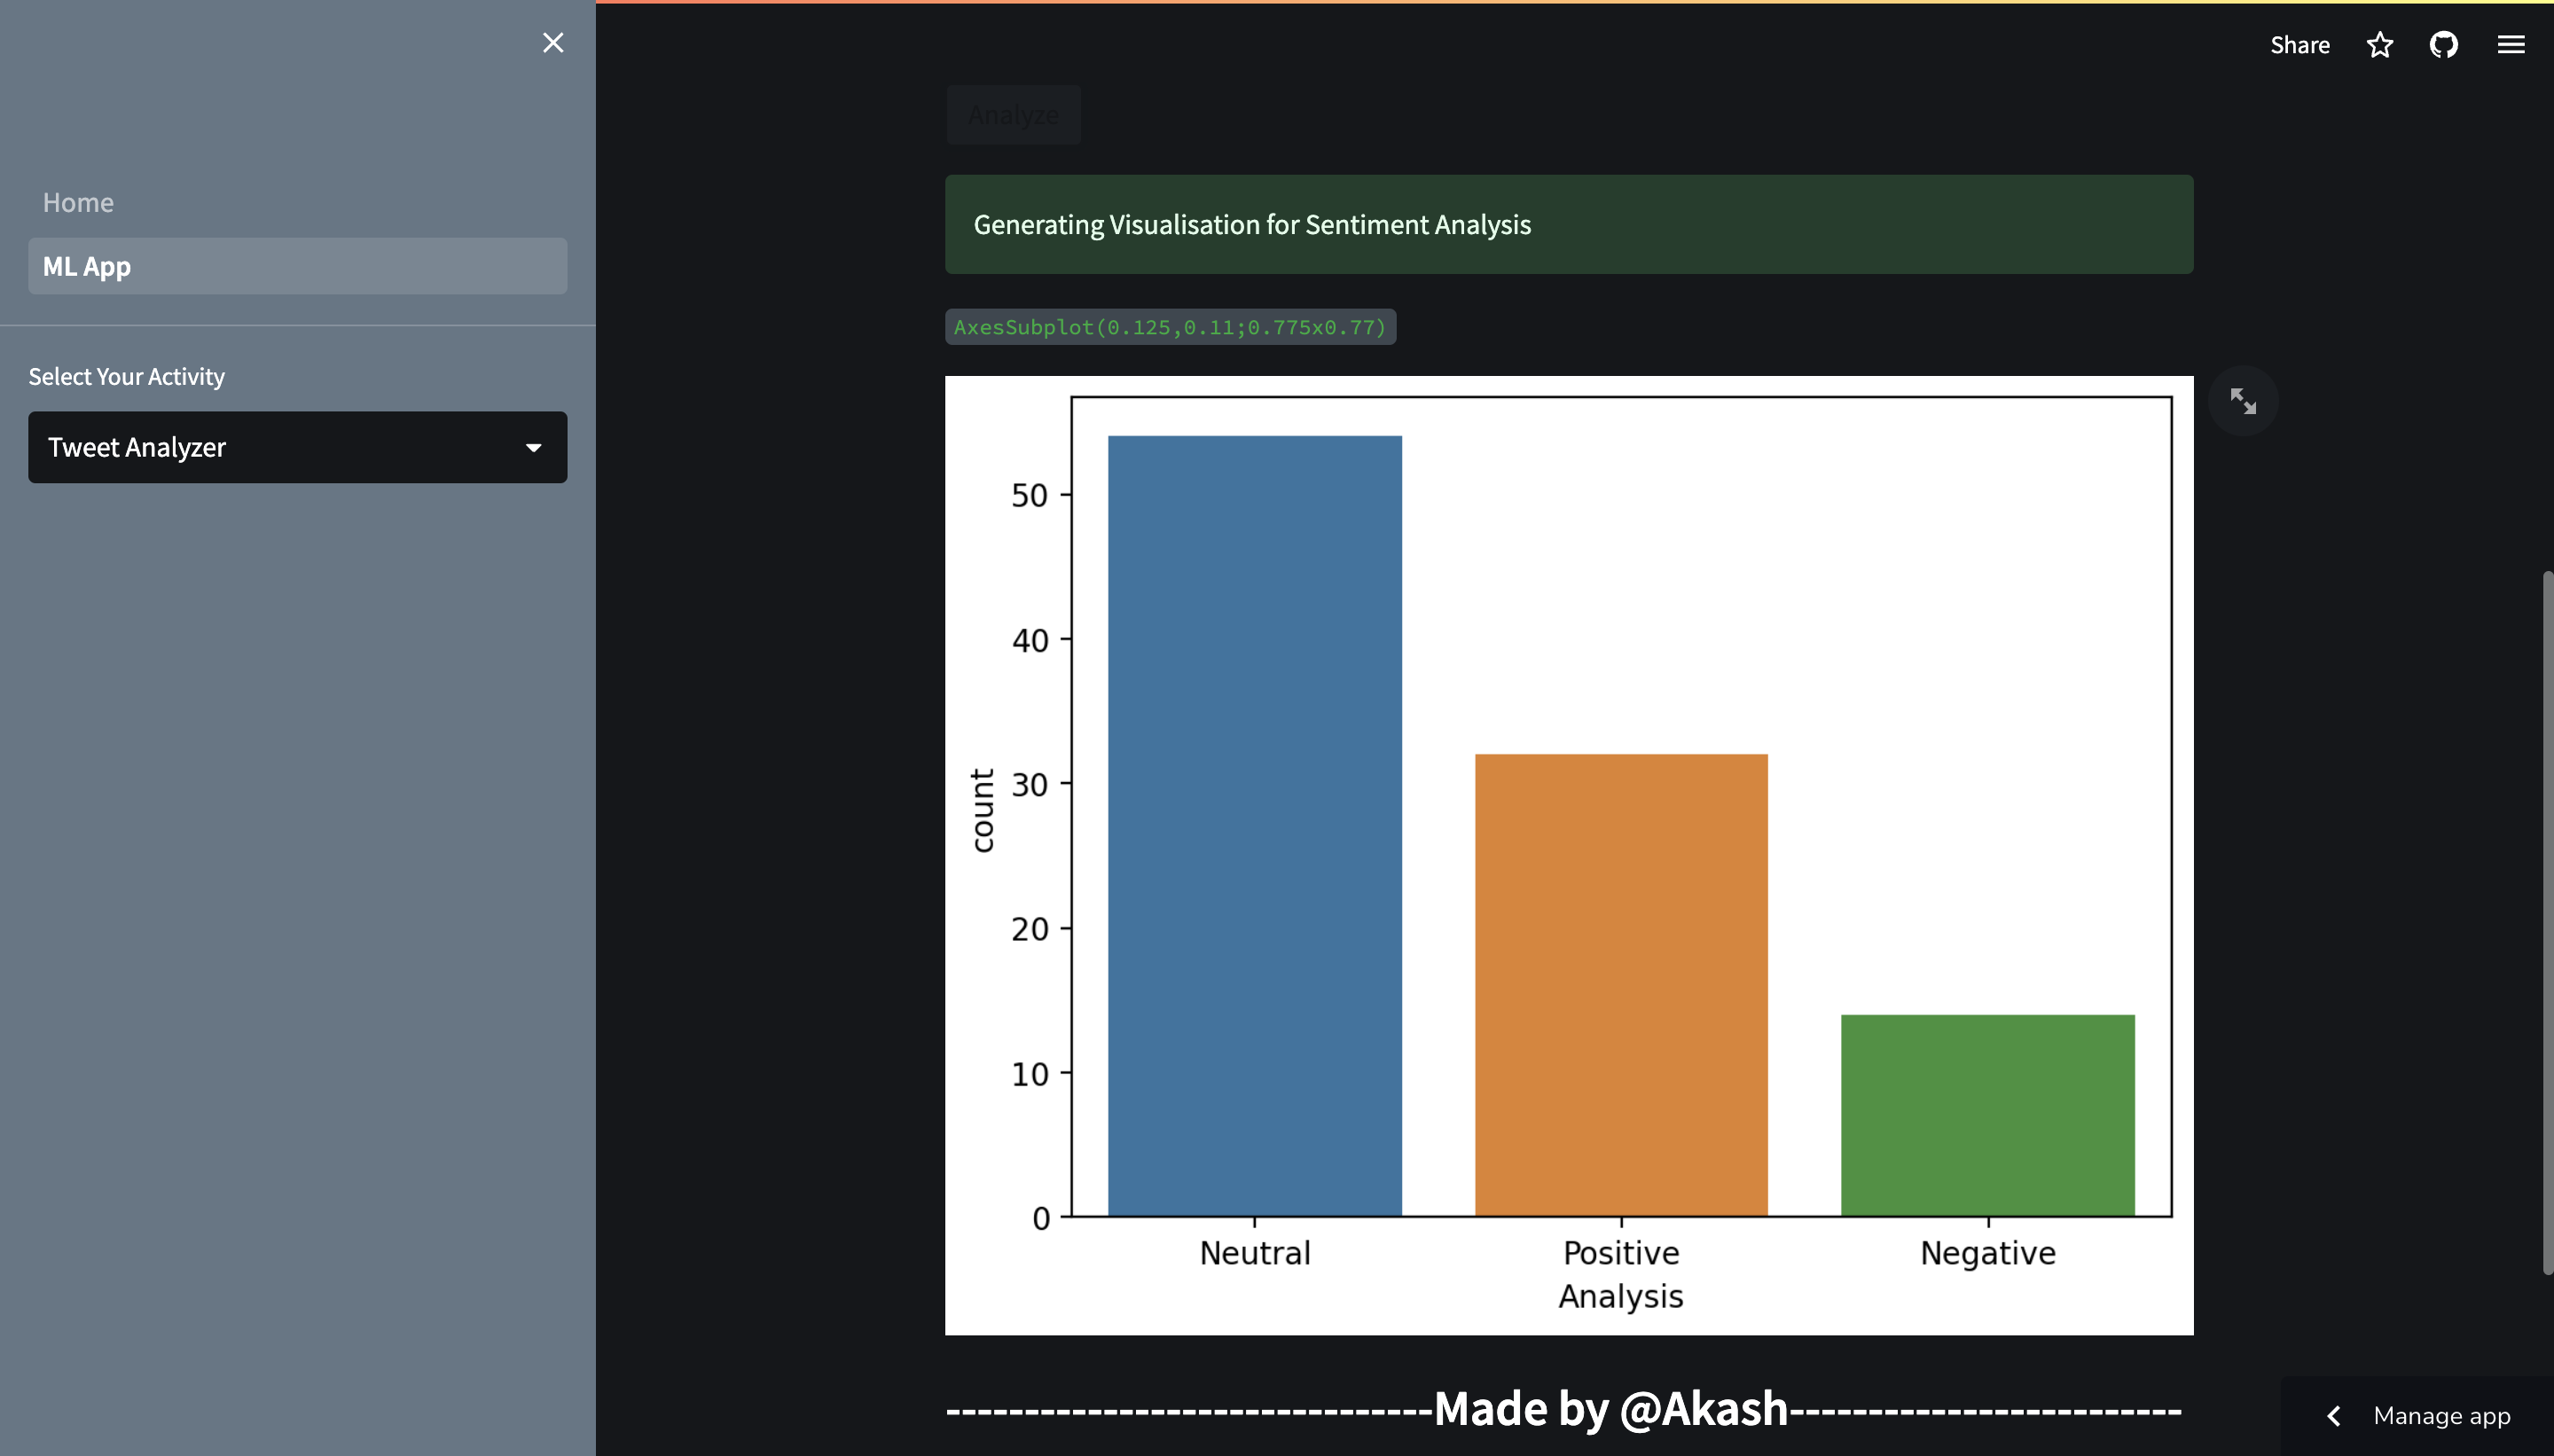 Share
Home
ML App
Select Your Activity
Tweet Analyzer
Analyze
Generating Visualisation for Sentiment Analysis
AxesSubplot(0.125,0.11;0.775x0.77)
50
40
30
20
10
0
count
Neutral
Positive
Negative
Analysis
-------------------------------Made by @Akash-------------------------
Manage app